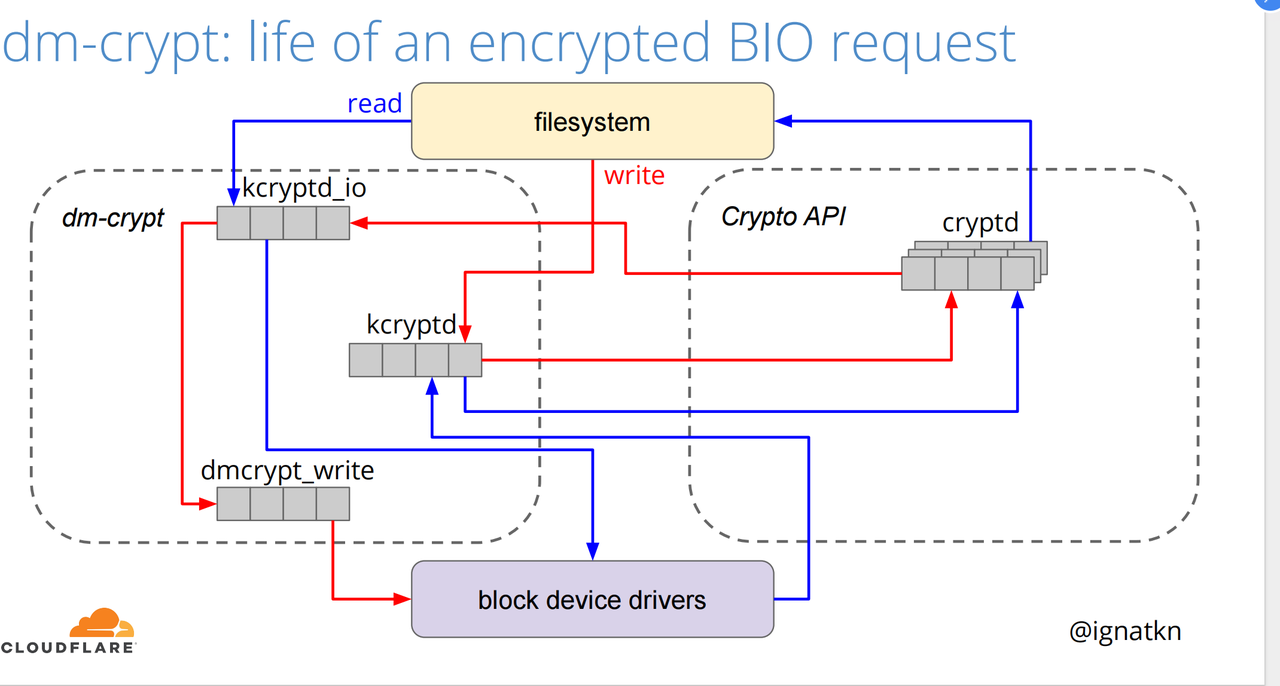 dm-crypt: life of an encrypted BIO request
read
filesystem
write
kcryptd_io
dm-crypt
Crypto API
cryptd
kcryptd
dmcrypt_write
block device drivers
CLOUDFLARE
@ignatkn